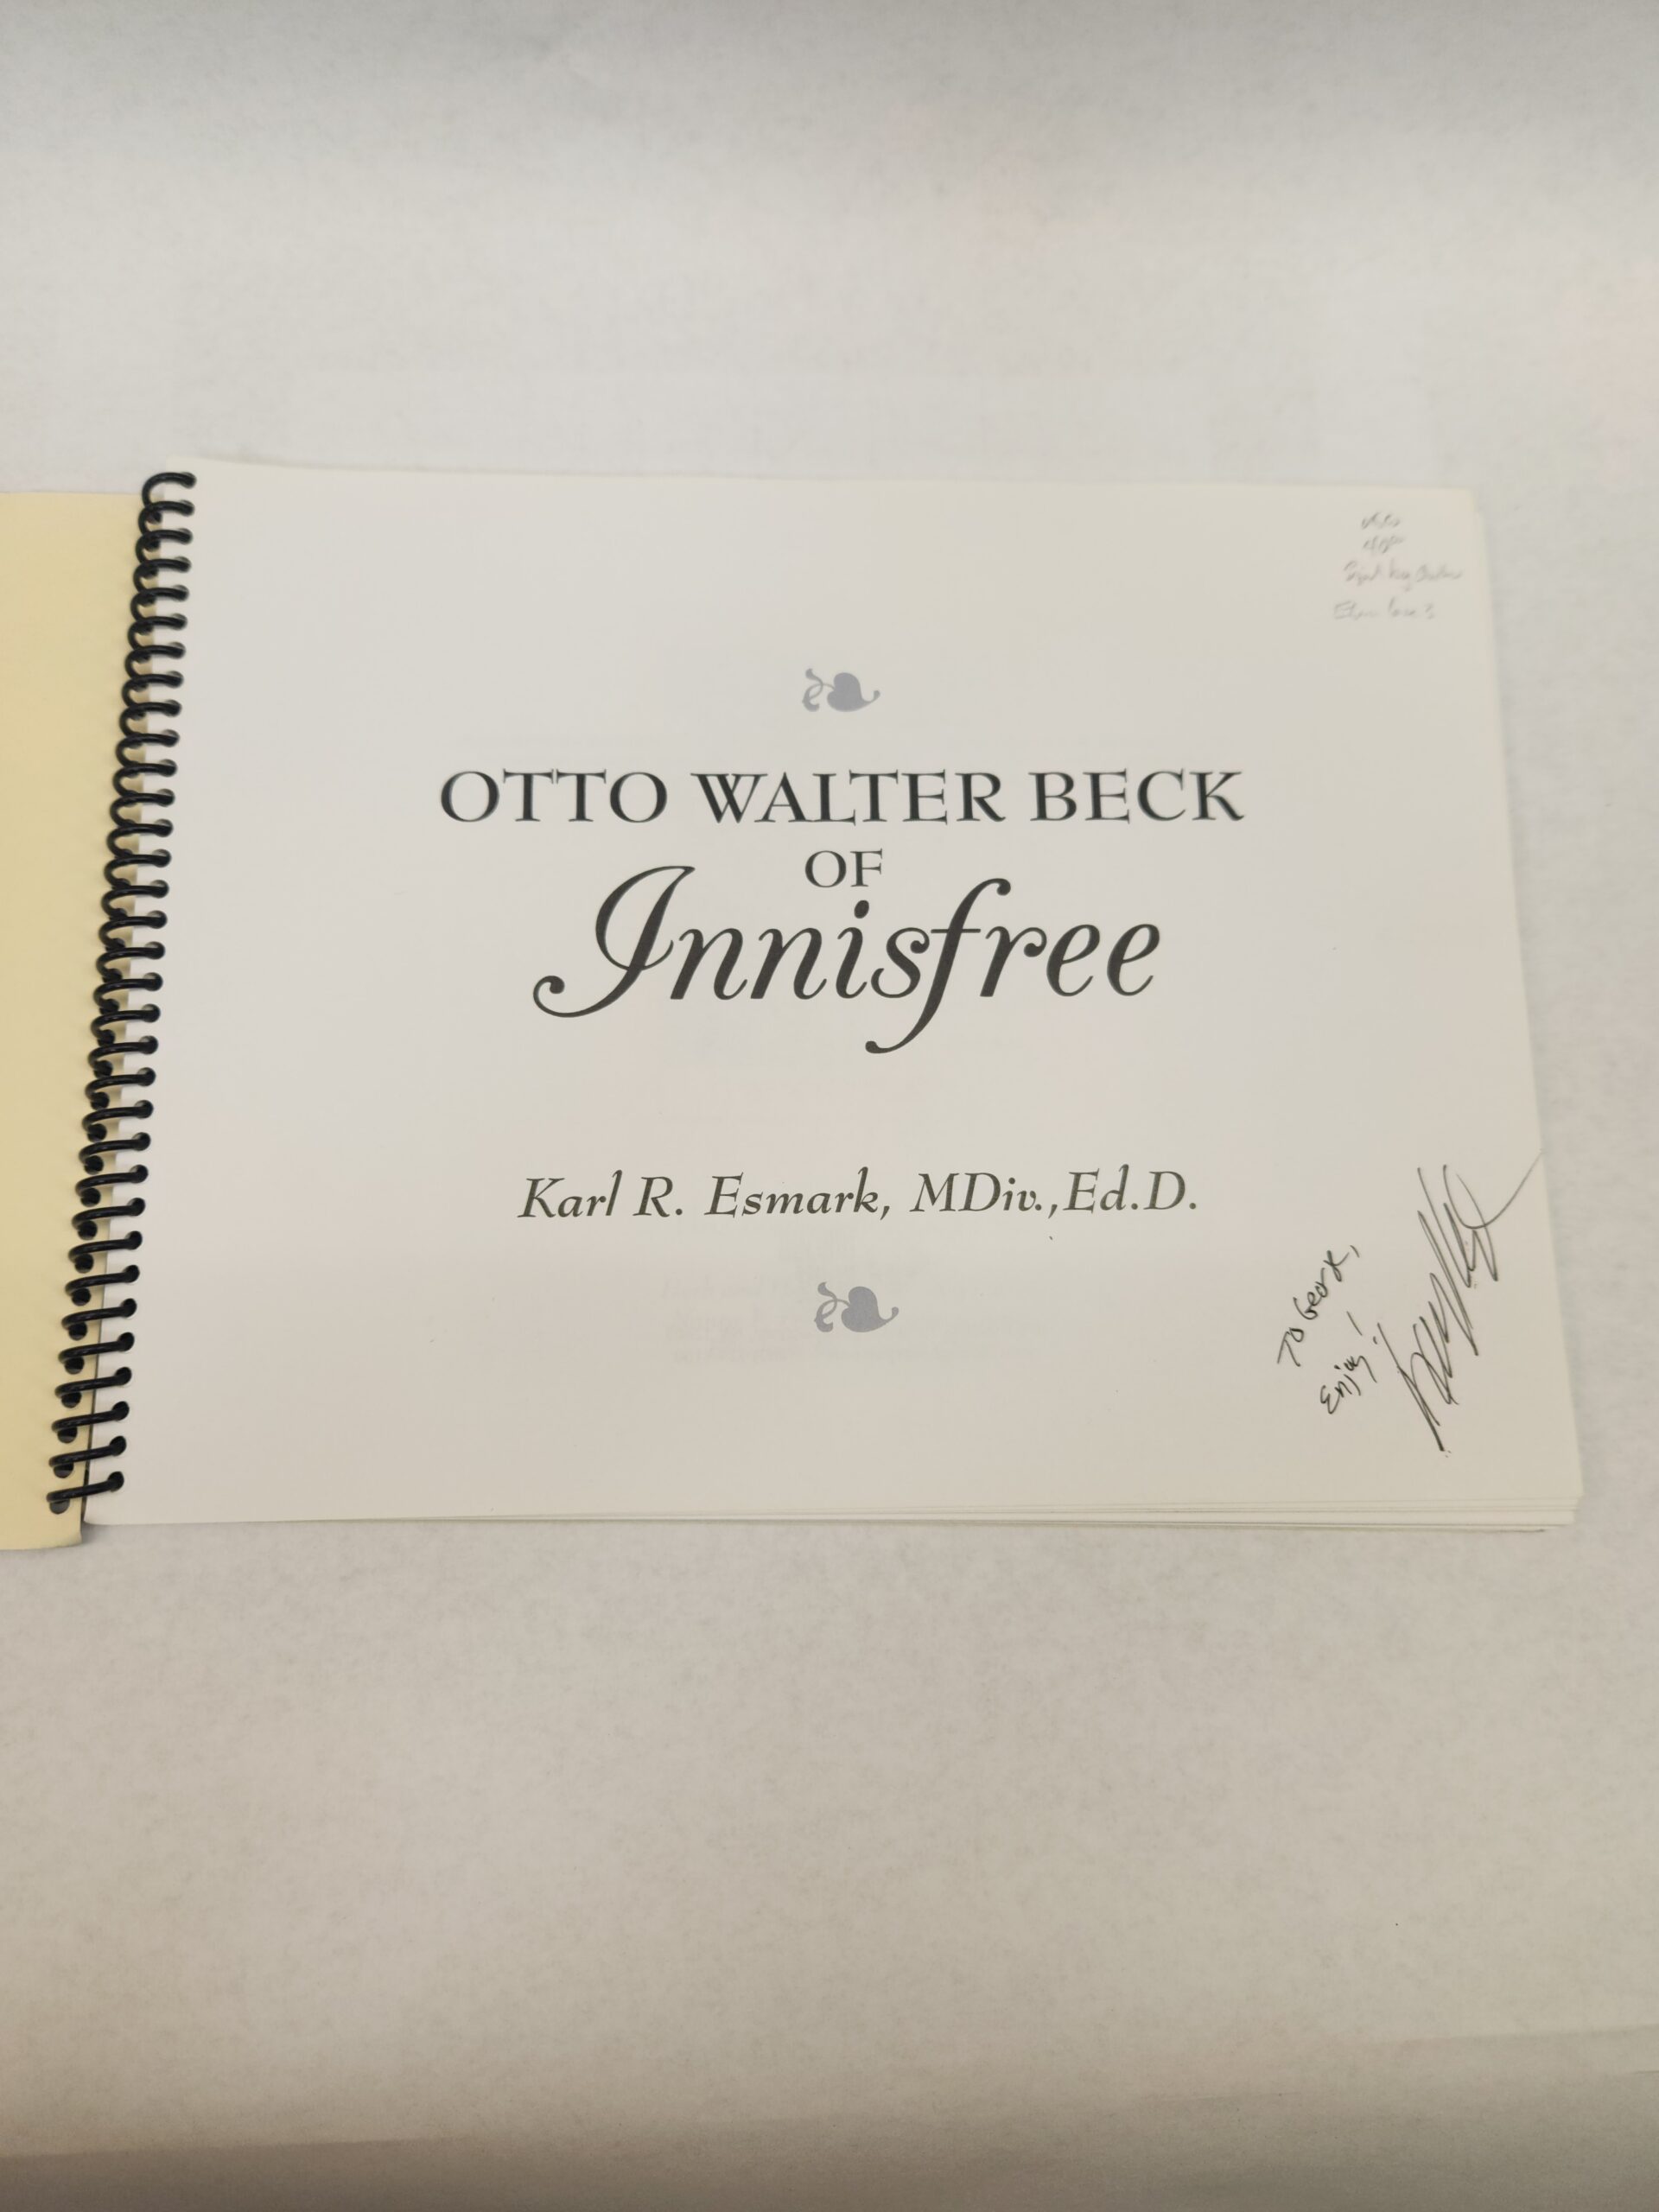 OTTO WALTER BECK
OF
Innisfree
Karl R. Esmark, MDiv.,Ed.D.
To George,
Enjoy!